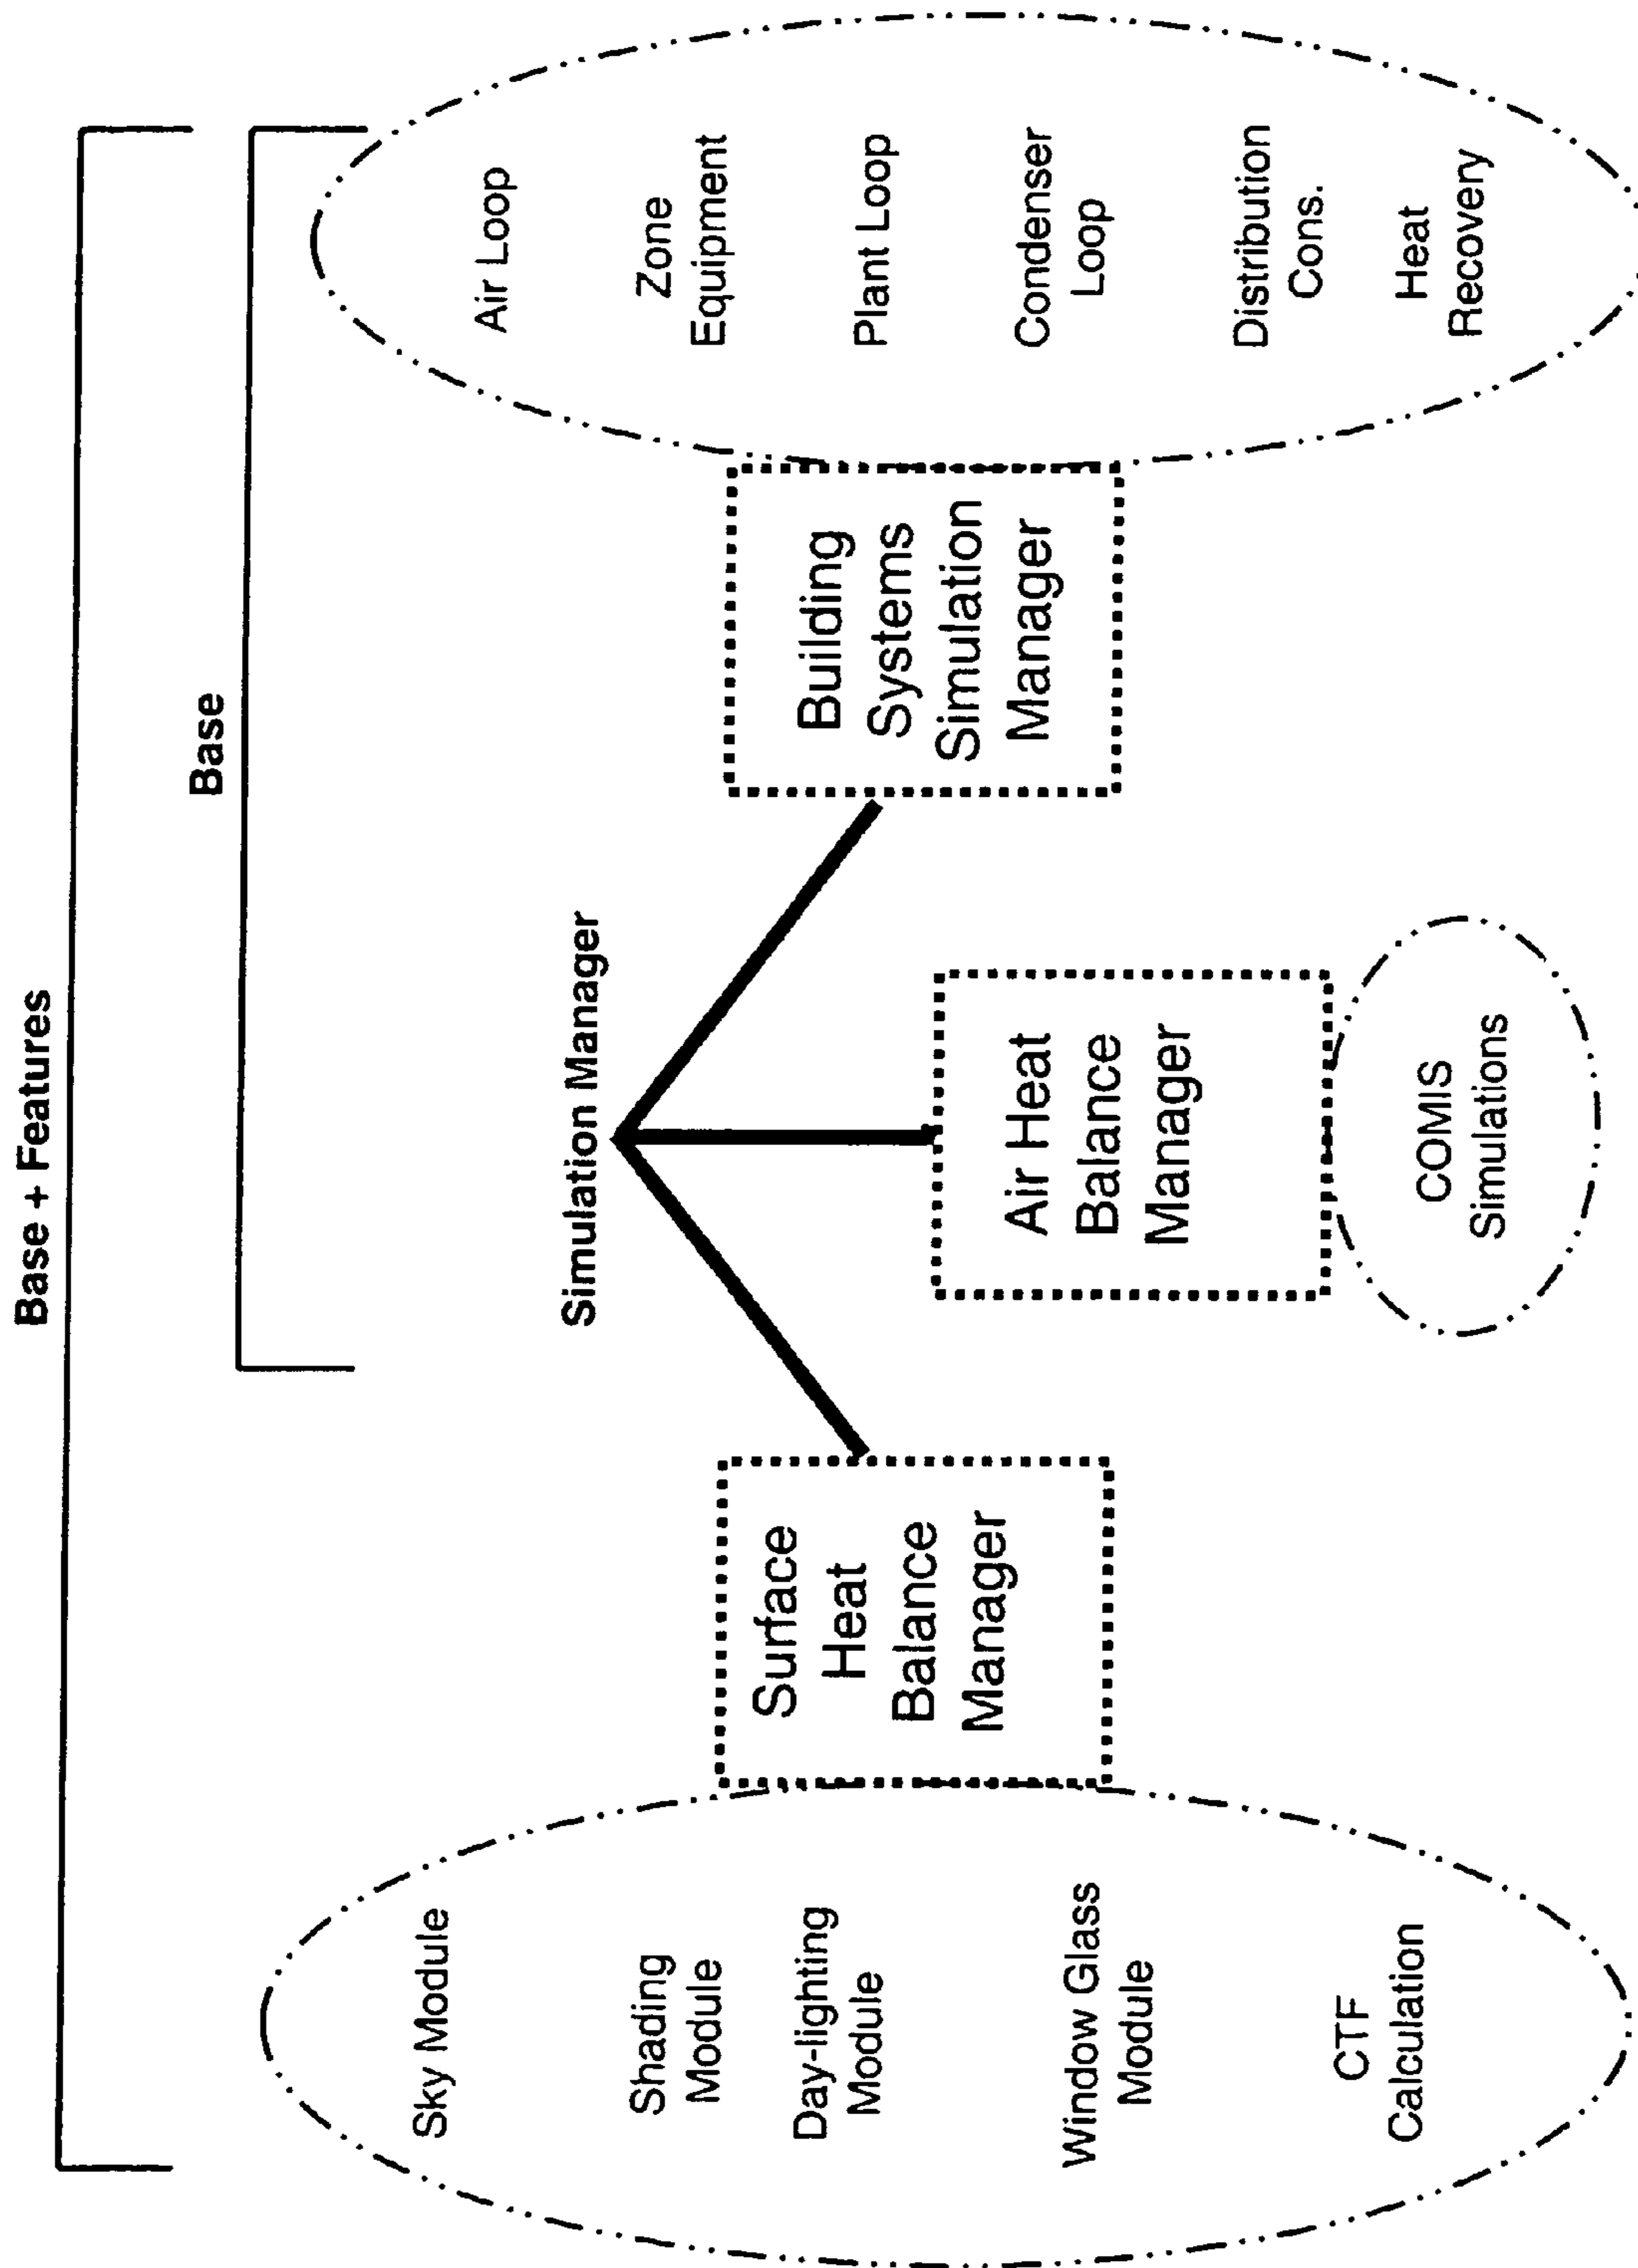 Base + Features
Base
Simulation Manager
Sky Module
Shading
Module
Day-lighting
Module
Window Glass
Module
CTF
Calculation
Surface
Heat
Balance
Manager
Air Heat
Balance
Manager
COMIS
Simulations
Building
Systems
Simulation
Manager
Air Loop
Zone
Equipment
Plant Loop
Condenser
Loop
Distribution
Cons.
Heat
Recovery